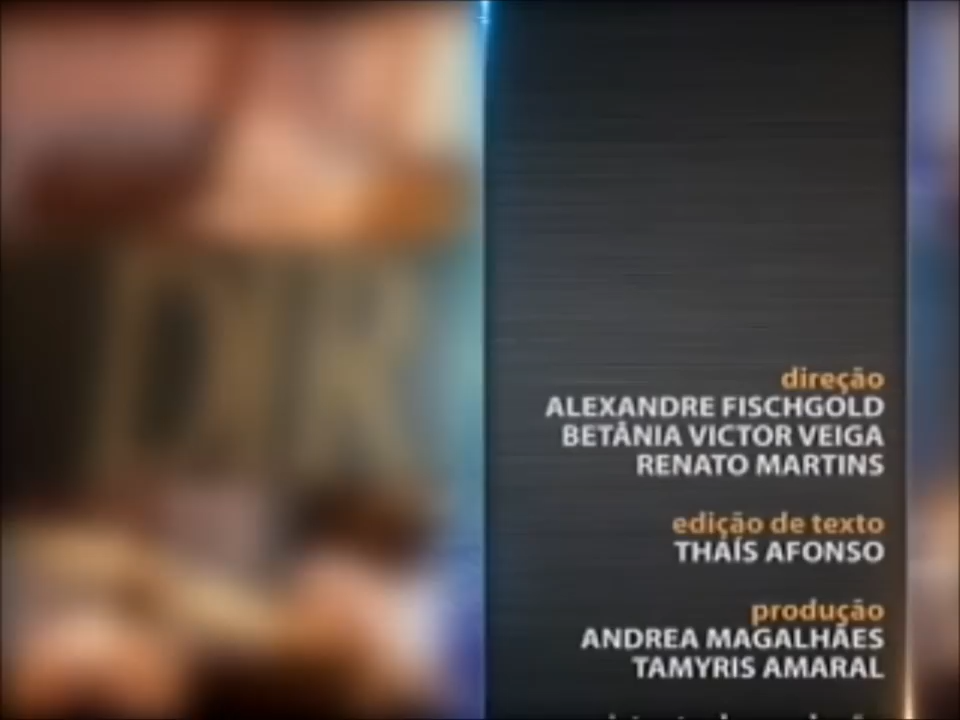 direção
ALEXANDRE FISCHGOLD
BETÂNIA VICTOR VEIGA
RENATO MARTINS
edição de texto
THAÍS AFONSO
produção
ANDREA MAGALHÃES
TAMYRIS AMARAL